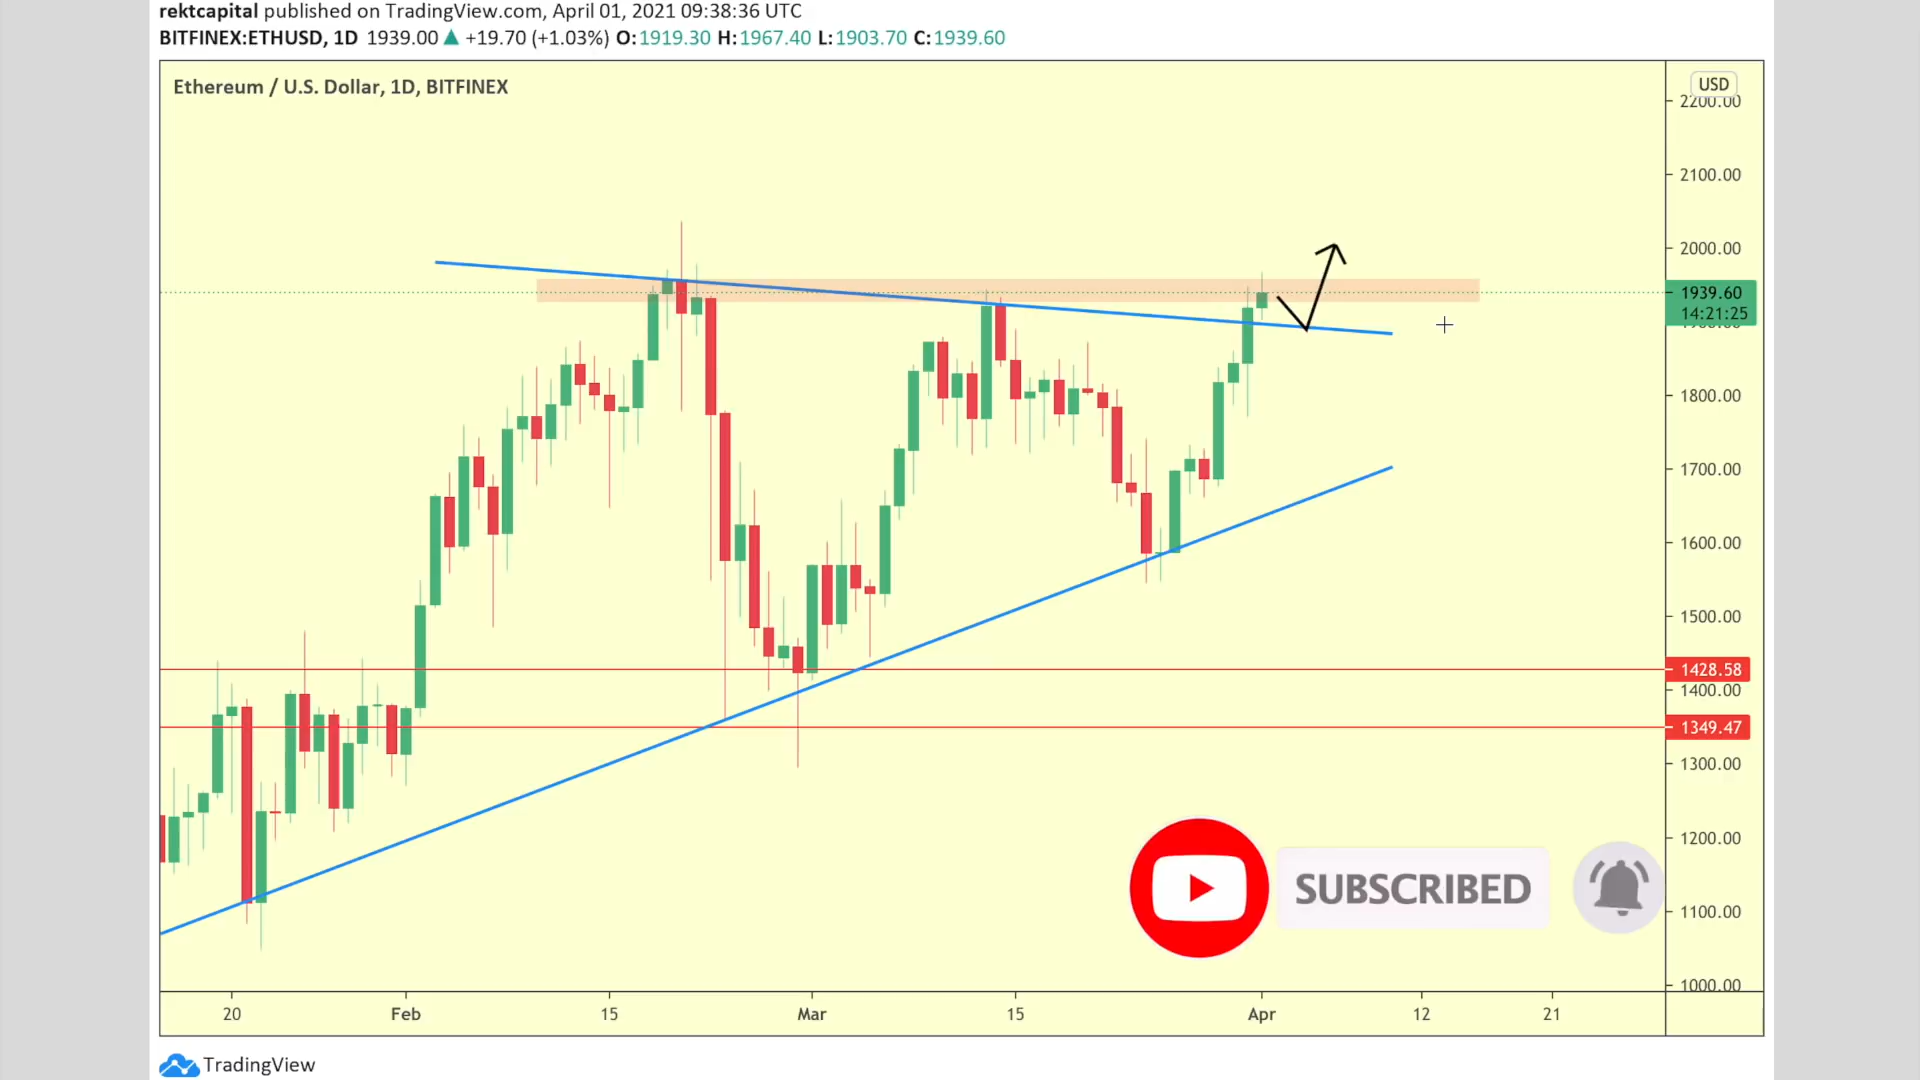 rektcapital published on TradingView.com, April 01, 2021 09:38:36 UTC
BITFINEX:ETHUSD, 1D 1939.00 ▲ +19.70 (+1.03%) O:1919.30 H:1967.40 L:1903.70 C:1939.60
Ethereum / U.S. Dollar, 1D, BITFINEX
USD
2200.00
2100.00
2000.00
1939.60
14:21:25
1800.00
1700.00
1600.00
1500.00
1428.58
1400.00
1349.47
1300.00
1200.00
SUBSCRIBED
1100.00
1000.00
20 Feb 15 Mar 15 Apr 12 21
TradingView